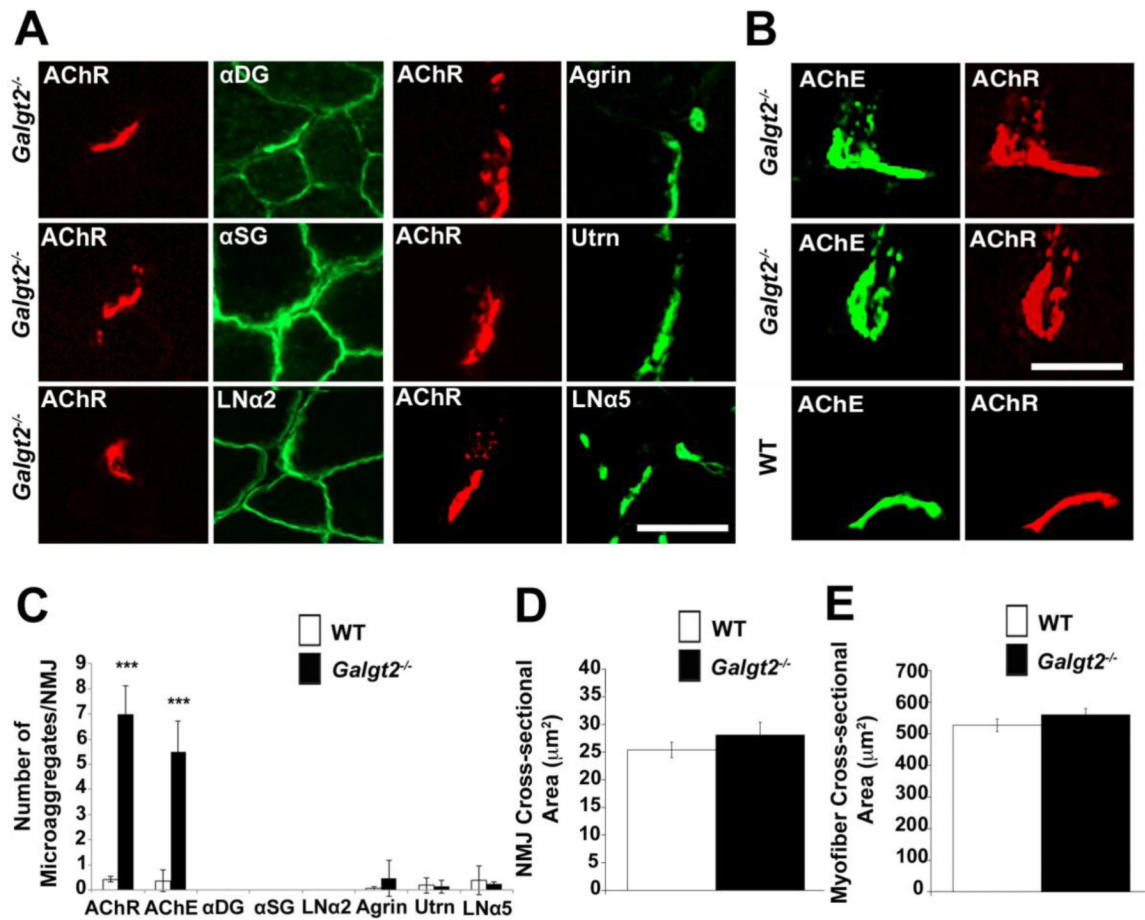 A
B
Galgt2-/-
AChR
αDG
AChR
Agrin
Galgt2-/-
AChR
αSG
AChR
Utrn
Galgt2-/-
AChR
LNα2
AChR
LNα5
Galgt2-/-
AChE
AChR
Galgt2-/-
AChE
AChR
WT
AChE
AChR
C
WT
Galgt2-/-
Number of
Microaggregates/NMJ
9
8
7
6
5
4
3
2
1
0
***
***
AChR AChE αDG αSG LNα2 Agrin Utrn LNα5
D
WT
Galgt2-/-
NMJ Cross-sectional
Area (μm²)
40
35
30
25
20
15
10
5
0
E
WT
Galgt2-/-
Myofiber Cross-sectional
Area (μm²)
700
600
500
400
300
200
100
0